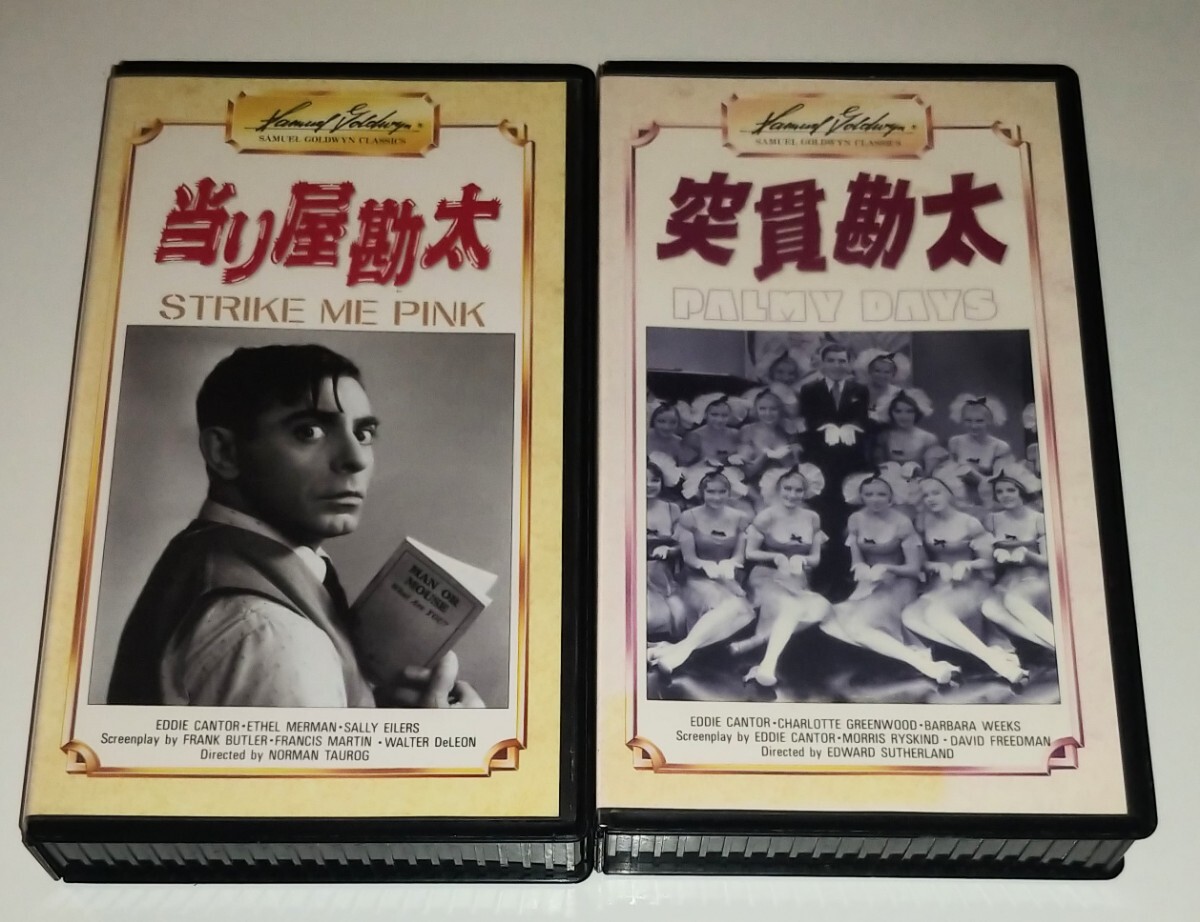 Samuel Goldwyn®
SAMUEL GOLDWYN CLASSICS
当り屋勘太
STRIKE ME PINK
MAN OR
MOUSE
What Are You?
EDDIE CANTOR・ETHEL MERMAN・SALLY EILERS
Screenplay by FRANK BUTLER・FRANCIS MARTIN・WALTER DeLEON
Directed by NORMAN TAUROG
Samuel Goldwyn®
SAMUEL GOLDWYN CLASSICS
突貫勘太
PALMY DAYS
EDDIE CANTOR・CHARLOTTE GREENWOOD・BARBARA WEEKS
Screenplay by EDDIE CANTOR・MORRIS RYSKIND・DAVID FREEDMAN
Directed by EDWARD SUTHERLAND